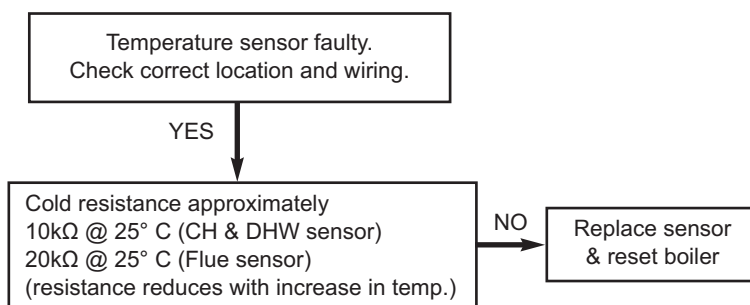 Temperature sensor faulty.
Check correct location and wiring.
YES
Cold resistance approximately
10kΩ @ 25° C (CH & DHW sensor)
20kΩ @ 25° C (Flue sensor)
(resistance reduces with increase in temp.)
NO
Replace sensor
& reset boiler